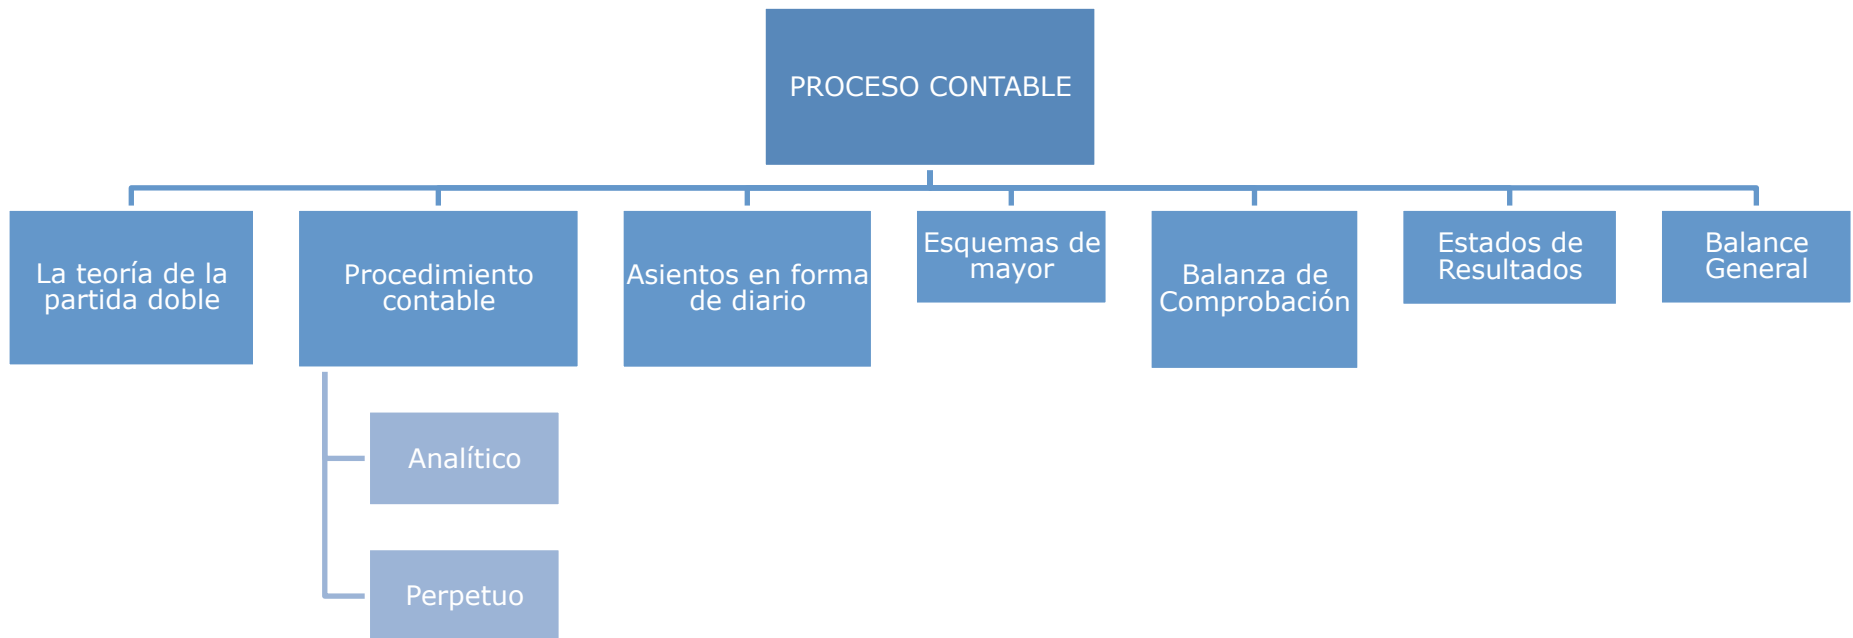 PROCESO CONTABLE
La teoría de la
partida doble
Procedimiento
contable
Asientos en forma
de diario
Esquemas de
mayor
Balanza de
Comprobación
Estados de
Resultados
Balance
General
Analítico
Perpetuo